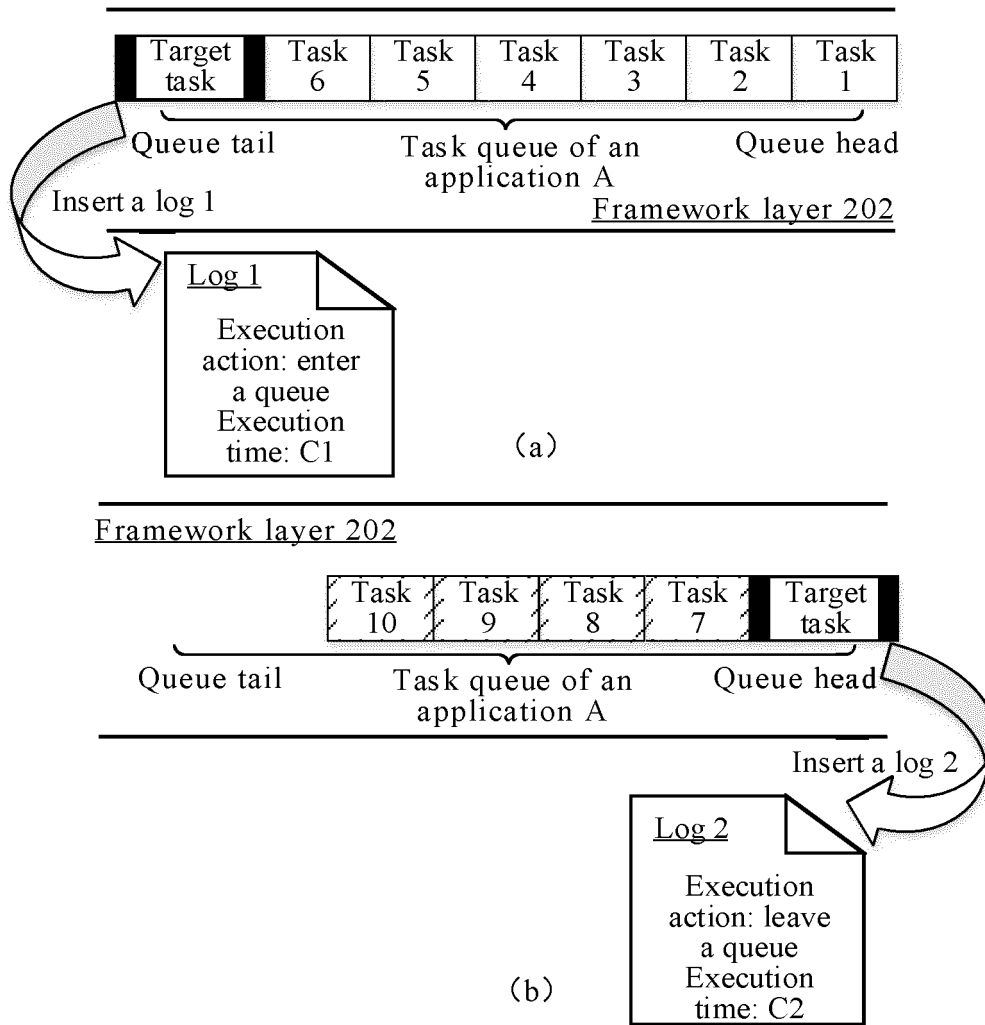 Target task
Task 6
Task 5
Task 4
Task 3
Task 2
Task 1
Queue tail
Task queue of an
application A
Queue head
Insert a log 1
Framework layer 202
Log 1
Execution
action: enter
a queue
Execution
time: C1
(a)
Framework layer 202
Task 10
Task 9
Task 8
Task 7
Target task
Queue tail
Task queue of an
application A
Queue head
Insert a log 2
Log 2
Execution
action: leave
a queue
Execution
time: C2
(b)